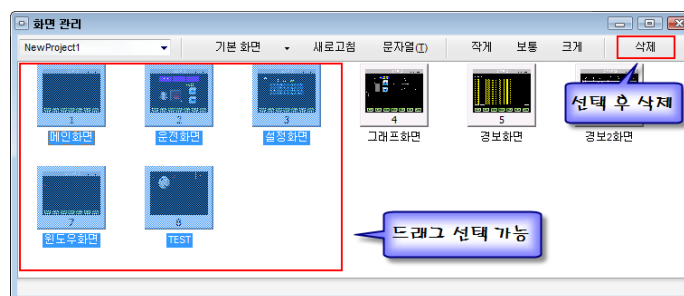 화면 관리
NewProject1 기본 화면 새로고침 문자열(T) 작게 보통 크게 삭제
선택 후 삭제
1 2 3 4 5
메인화면 운전화면 설정화면 그래프화면 경보화면 경보2화면
7 8
윈도우화면 TEST
드래그 선택 가능